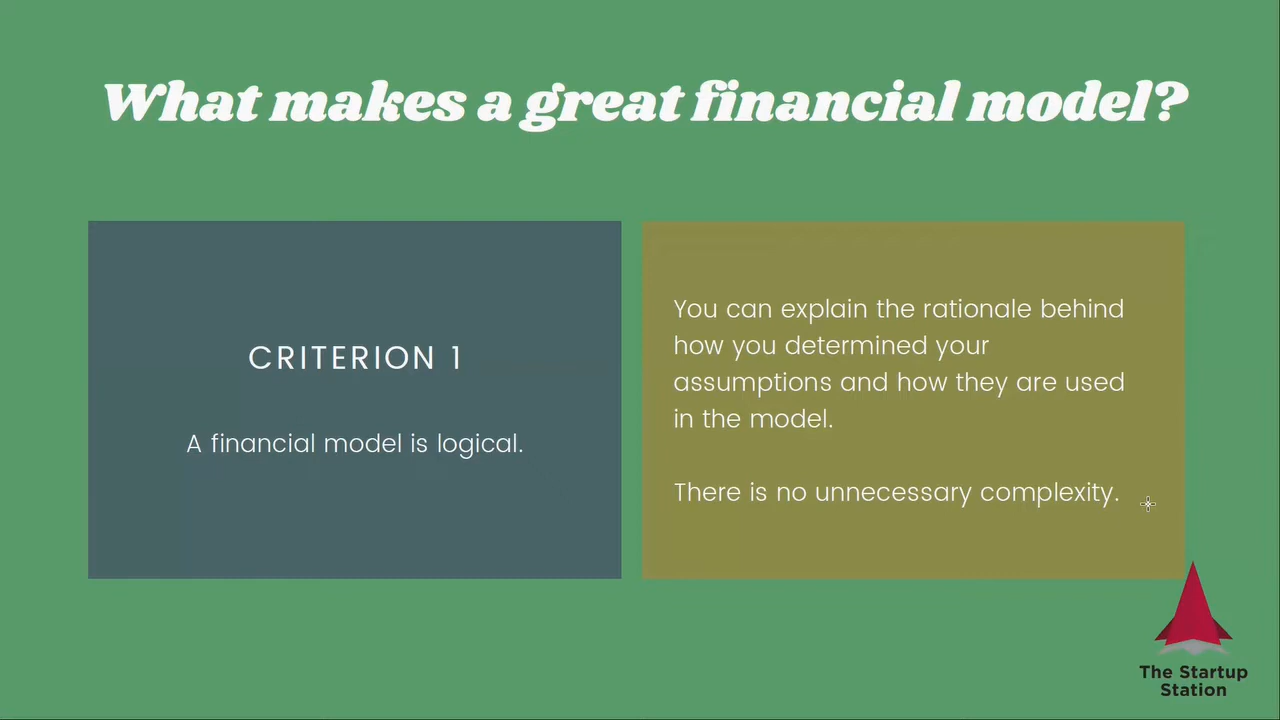 What makes a great financial model?
CRITERION 1
A financial model is logical.
You can explain the rationale behind
how you determined your
assumptions and how they are used
in the model.
There is no unnecessary complexity.
The Startup
Station